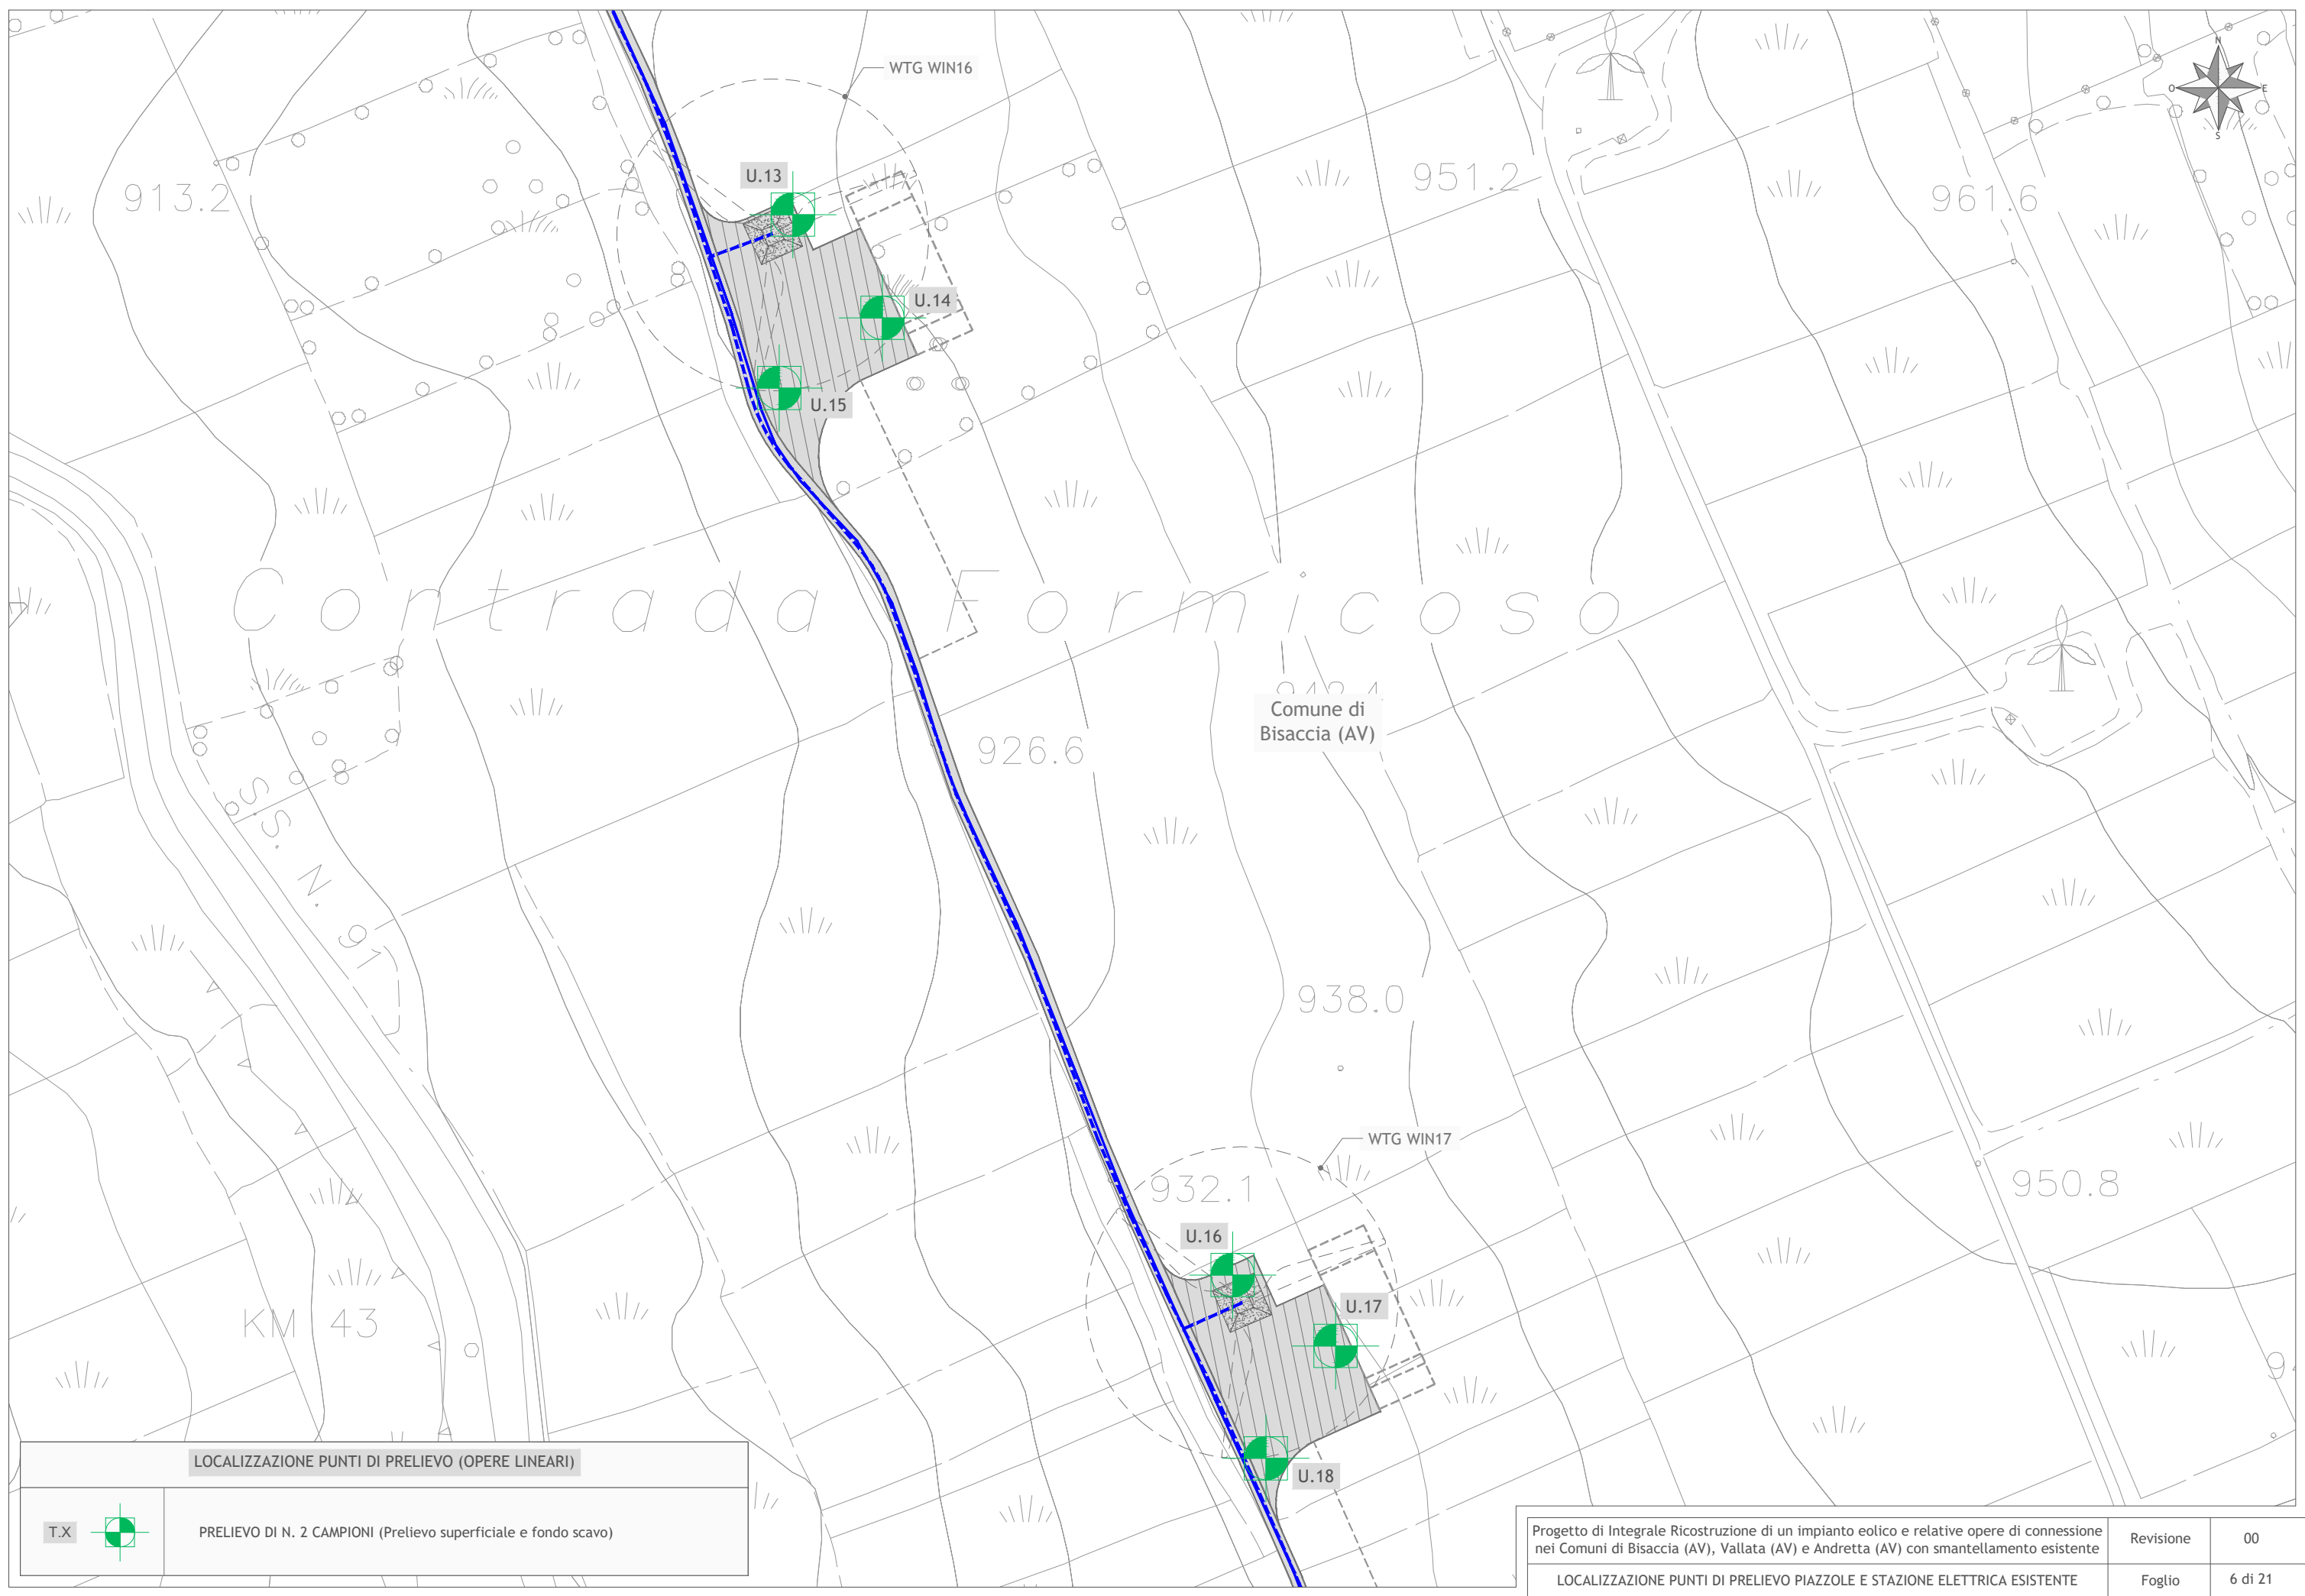 WTG WIN16
N
O
E
S
U.13
913.2
951.2
961.6
U.14
U.15
Contrada Formicoso
Comune di
Bisaccia (AV)
926.6
S.S. N. 91
938.0
WTG WIN17
932.1
950.8
U.16
U.17
KM 43
U.18
LOCALIZZAZIONE PUNTI DI PRELIEVO (OPERE LINEARI)
T.X
PRELIEVO DI N. 2 CAMPIONI (Prelievo superficiale e fondo scavo)
Progetto di Integrale Ricostruzione di un impianto eolico e relative opere di connessione
nei Comuni di Bisaccia (AV), Vallata (AV) e Andretta (AV) con smantellamento esistente
Revisione
00
LOCALIZZAZIONE PUNTI DI PRELIEVO PIAZZOLE E STAZIONE ELETTRICA ESISTENTE
Foglio
6 di 21